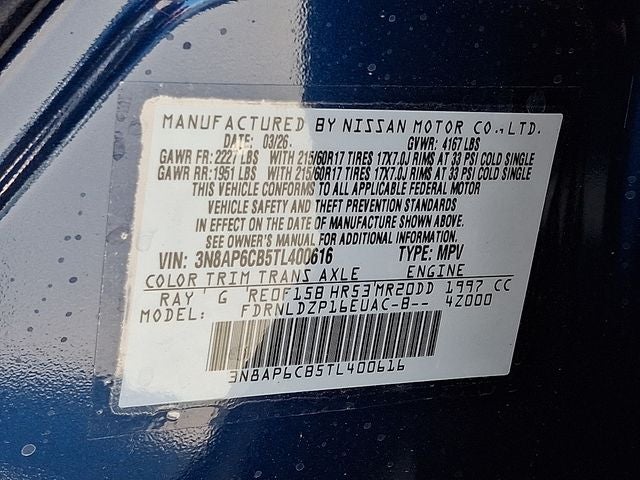 MANUFACTURED BY NISSAN MOTOR CO., LTD.
DATE: 03/26 GVWR: 4167 LBS
GAWR FR: 2227 LBS WITH 215/60R17 TIRES 17X7.0J RIMS AT 33 PSI COLD SINGLE
GAWR RR: 1951 LBS WITH 215/60R17 TIRES 17X7.0J RIMS AT 33 PSI COLD SINGLE
THIS VEHICLE CONFORMS TO ALL APPLICABLE FEDERAL MOTOR
VEHICLE SAFETY AND THEFT PREVENTION STANDARDS
IN EFFECT ON THE DATE OF MANUFACTURE SHOWN ABOVE.
SEE OWNER'S MANUAL FOR ADDITIONAL INFORMATION.
VIN: 3N8AP6CB5TL400616 TYPE: MPV
COLOR TRIM TRANS AXLE ENGINE
RAY G RE0F15B HR53 MR20DD 1997 CC
MODEL: FDRNLDZP16EUAC-B-- 4Z000
3N8AP6CB5TL400616